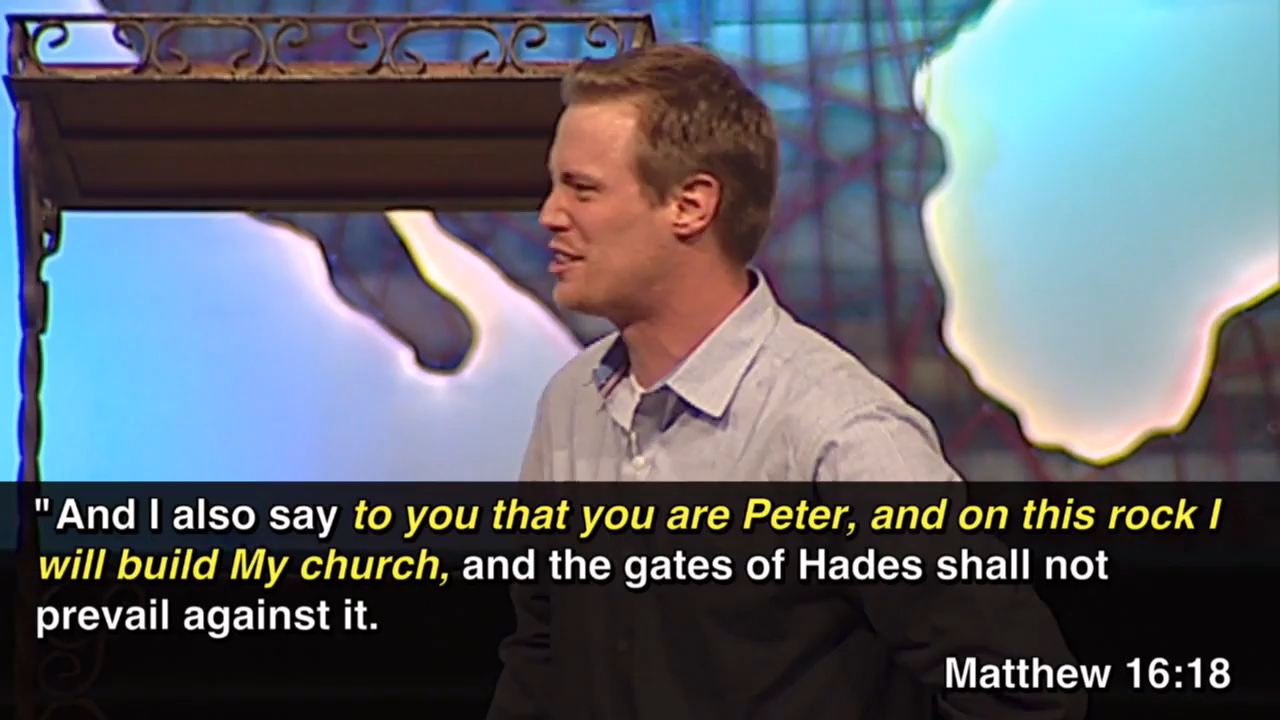 "And I also say to you that you are Peter, and on this rock I
will build My church, and the gates of Hades shall not
prevail against it.
Matthew 16:18